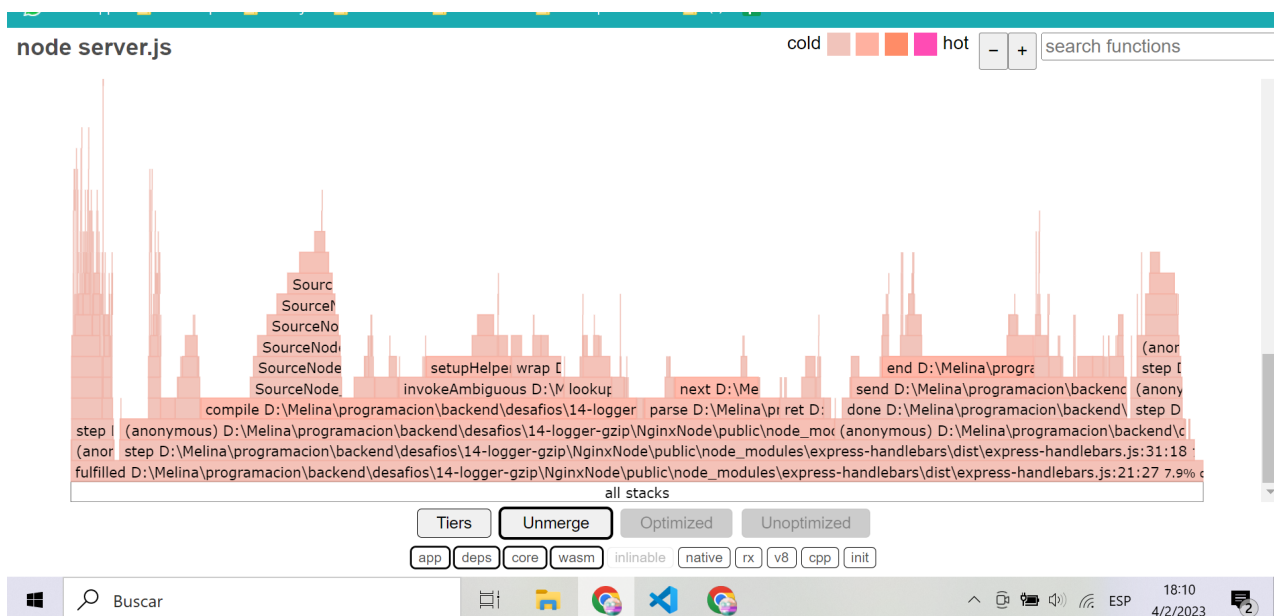 node server.js
cold hot − + search functions
Sourc
SourceN
SourceNo
SourceNode (anor
SourceNode setupHelpei wrap D end D:\Melina\progra step D
SourceNode_ invokeAmbiguous D:\M lookup next D:\Me send D:\Melina\programacion\backend (anony
compile D:\Melina\programacion\backend\desafios\14-logger parse D:\Melina\pr ret D: done D:\Melina\programacion\backend\ step D
step (anonymous) D:\Melina\programacion\backend\desafios\14-logger-gzip\NginxNode\public\node_mo (anonymous) D:\Melina\programacion\backend\d
(anor step D:\Melina\programacion\backend\desafios\14-logger-gzip\NginxNode\public\node_modules\express-handlebars\dist\express-handlebars.js:31:18
fulfilled D:\Melina\programacion\backend\desafios\14-logger-gzip\NginxNode\public\node_modules\express-handlebars\dist\express-handlebars.js:21:27 7.9%
all stacks
Tiers Unmerge Optimized Unoptimized
app deps core wasm inlinable native rx v8 cpp init
Buscar ESP 18:10
4/2/2023 2